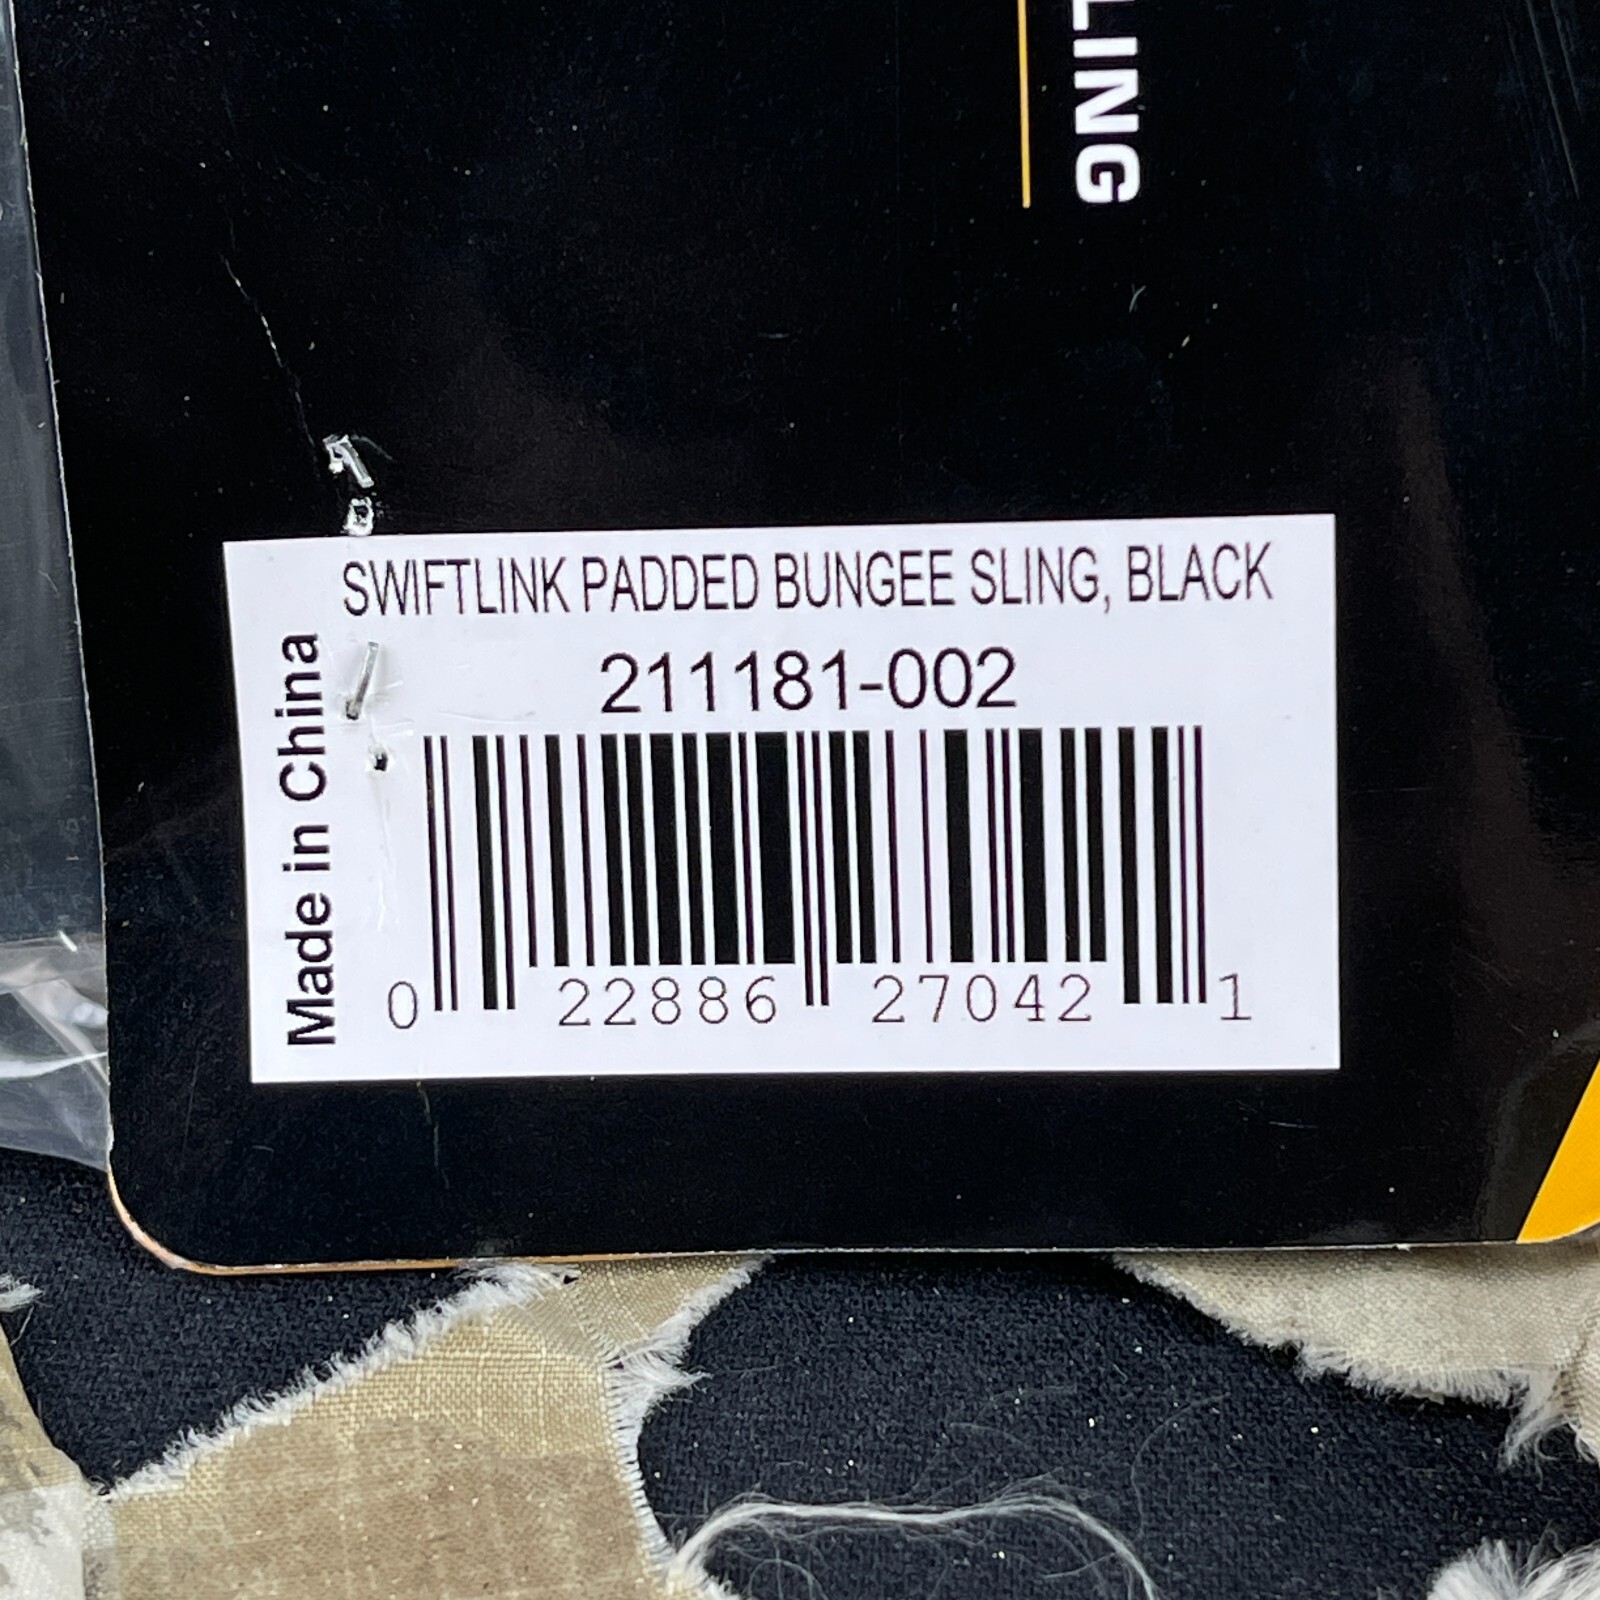 LING
SWIFTLINK PADDED BUNGEE SLING, BLACK
211181-002
Made in China
0 22886 27042 1